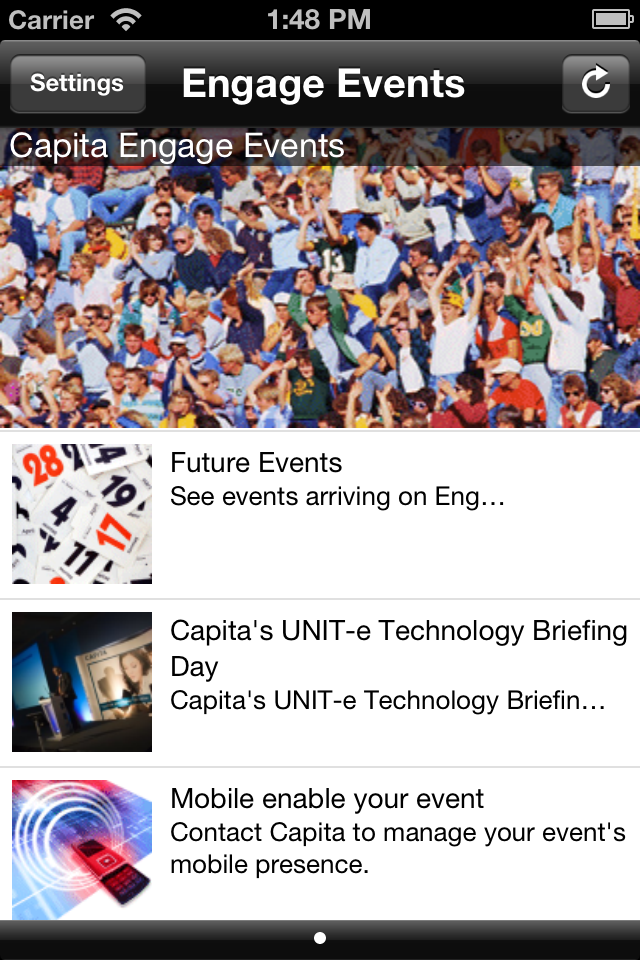 Carrier 1:48 PM
Settings Engage Events
Capita Engage Events
13
28
19
4
17
11
Future Events
See events arriving on Eng…
Capita's UNIT-e Technology Briefing
Day
Capita's UNIT-e Technology Briefin…
CAPITA
Mobile enable your event
Contact Capita to manage your event's
mobile presence.